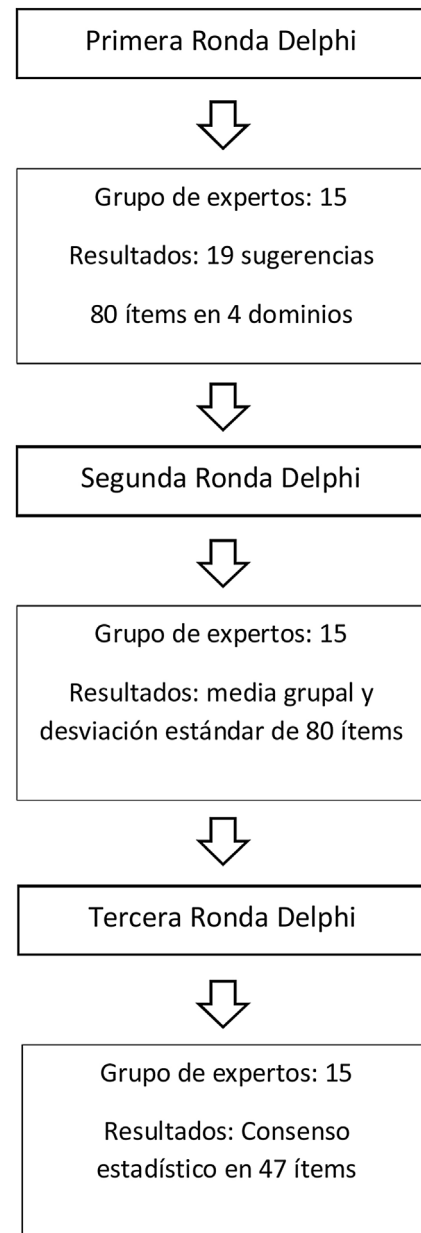 Primera Ronda Delphi
Grupo de expertos: 15
Resultados: 19 sugerencias
80 ítems en 4 dominios
Segunda Ronda Delphi
Grupo de expertos: 15
Resultados: media grupal y
desviación estándar de 80 ítems
Tercera Ronda Delphi
Grupo de expertos: 15
Resultados: Consenso
estadístico en 47 ítems